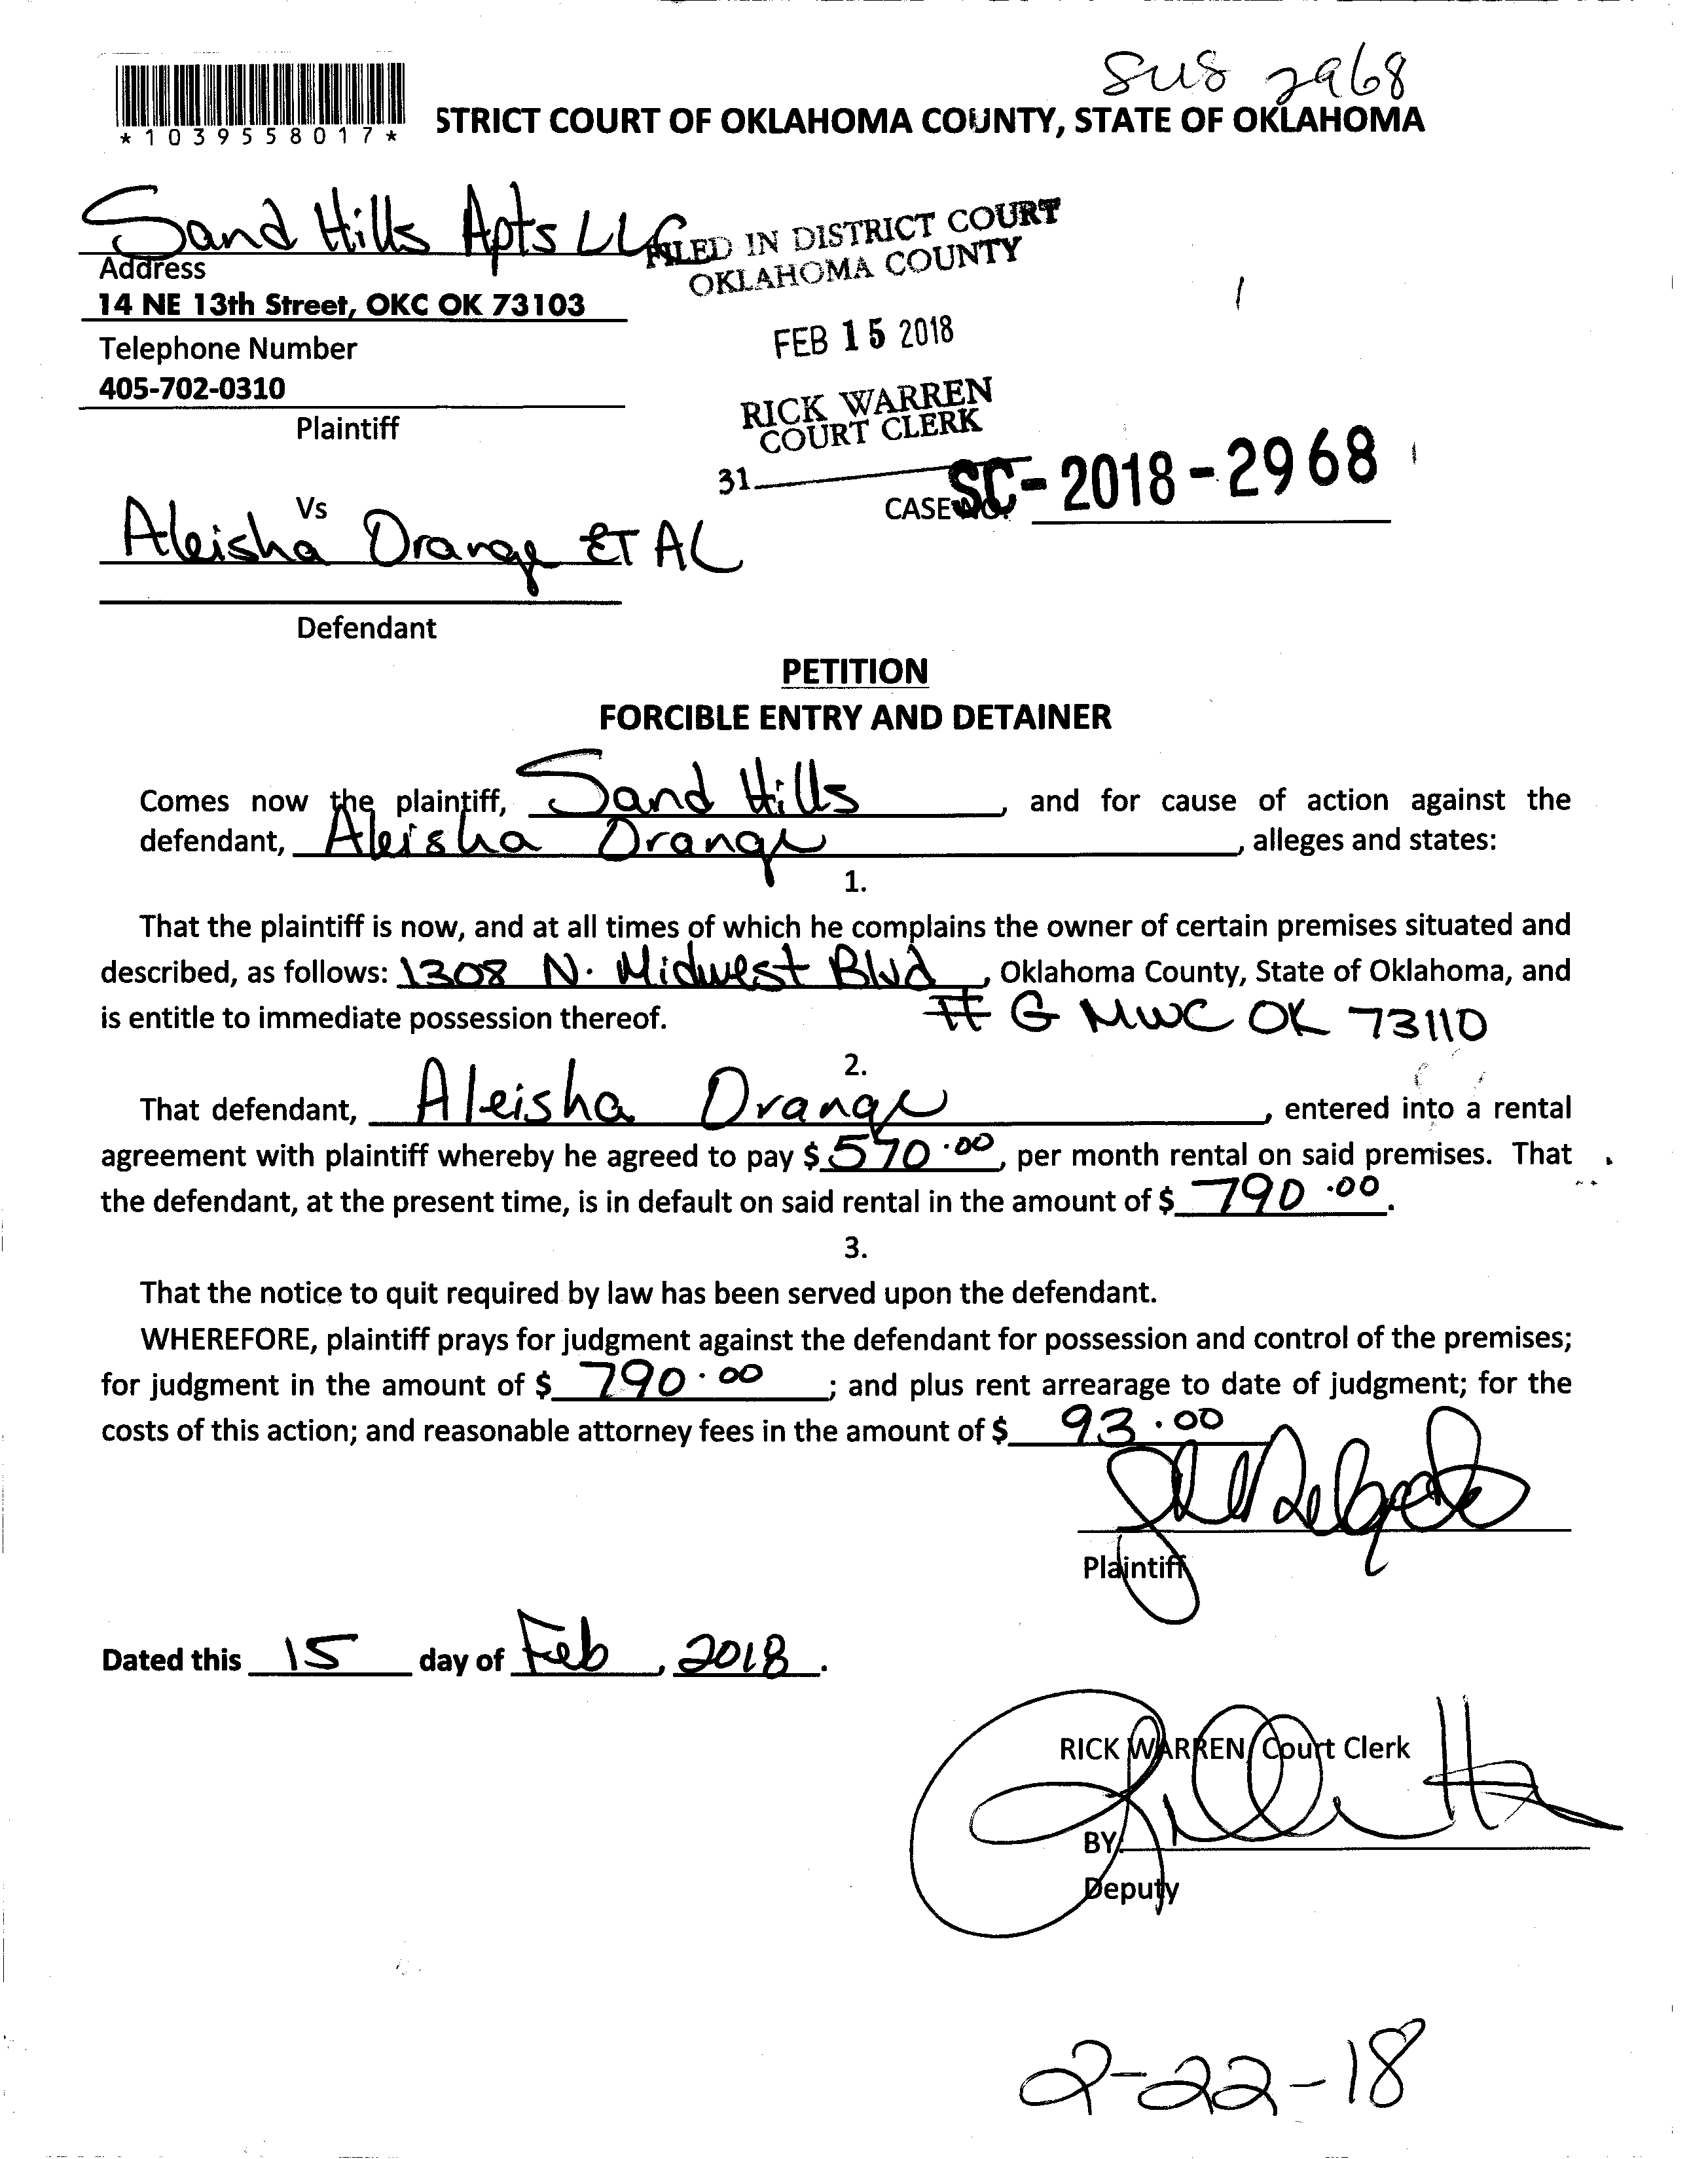 SUS 2968
*1039558017*
STRICT COURT OF OKLAHOMA COUNTY, STATE OF OKLAHOMA
Sand Hills Apts LLC
FILED IN DISTRICT COURT
OKLAHOMA COUNTY
Address
14 NE 13th Street, OKC OK 73103
FEB 15 2018
Telephone Number
405-702-0310
RICK WARREN
COURT CLERK
Plaintiff
31
CASE NO. SC-2018-2968
Vs
Aleisha Orange ET AL
Defendant
PETITION
FORCIBLE ENTRY AND DETAINER
Comes now the plaintiff, Sand Hills, and for cause of action against the
defendant, Aleisha Orange, alleges and states:
1.
That the plaintiff is now, and at all times of which he complains the owner of certain premises situated and
described, as follows: 1308 N. Midwest Blvd, Oklahoma County, State of Oklahoma, and
is entitle to immediate possession thereof. # G MWC OK 73110
2.
That defendant, Aleisha Orange, entered into a rental
agreement with plaintiff whereby he agreed to pay $ 570.00, per month rental on said premises. That
the defendant, at the present time, is in default on said rental in the amount of $ 790.00.
3.
That the notice to quit required by law has been served upon the defendant.
WHEREFORE, plaintiff prays for judgment against the defendant for possession and control of the premises;
for judgment in the amount of $ 790.00; and plus rent arrearage to date of judgment; for the
costs of this action; and reasonable attorney fees in the amount of $ 93.00
Plaintiff
Dated this 15 day of Feb, 2018.
RICK WARREN, Court Clerk
BY
Deputy
2-22-18